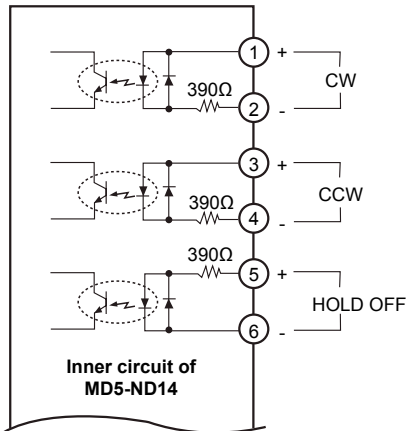 1 +
CW
390Ω
2 -
3 +
CCW
390Ω
4 -
390Ω
5 +
HOLD OFF
6 -
Inner circuit of
MD5-ND14